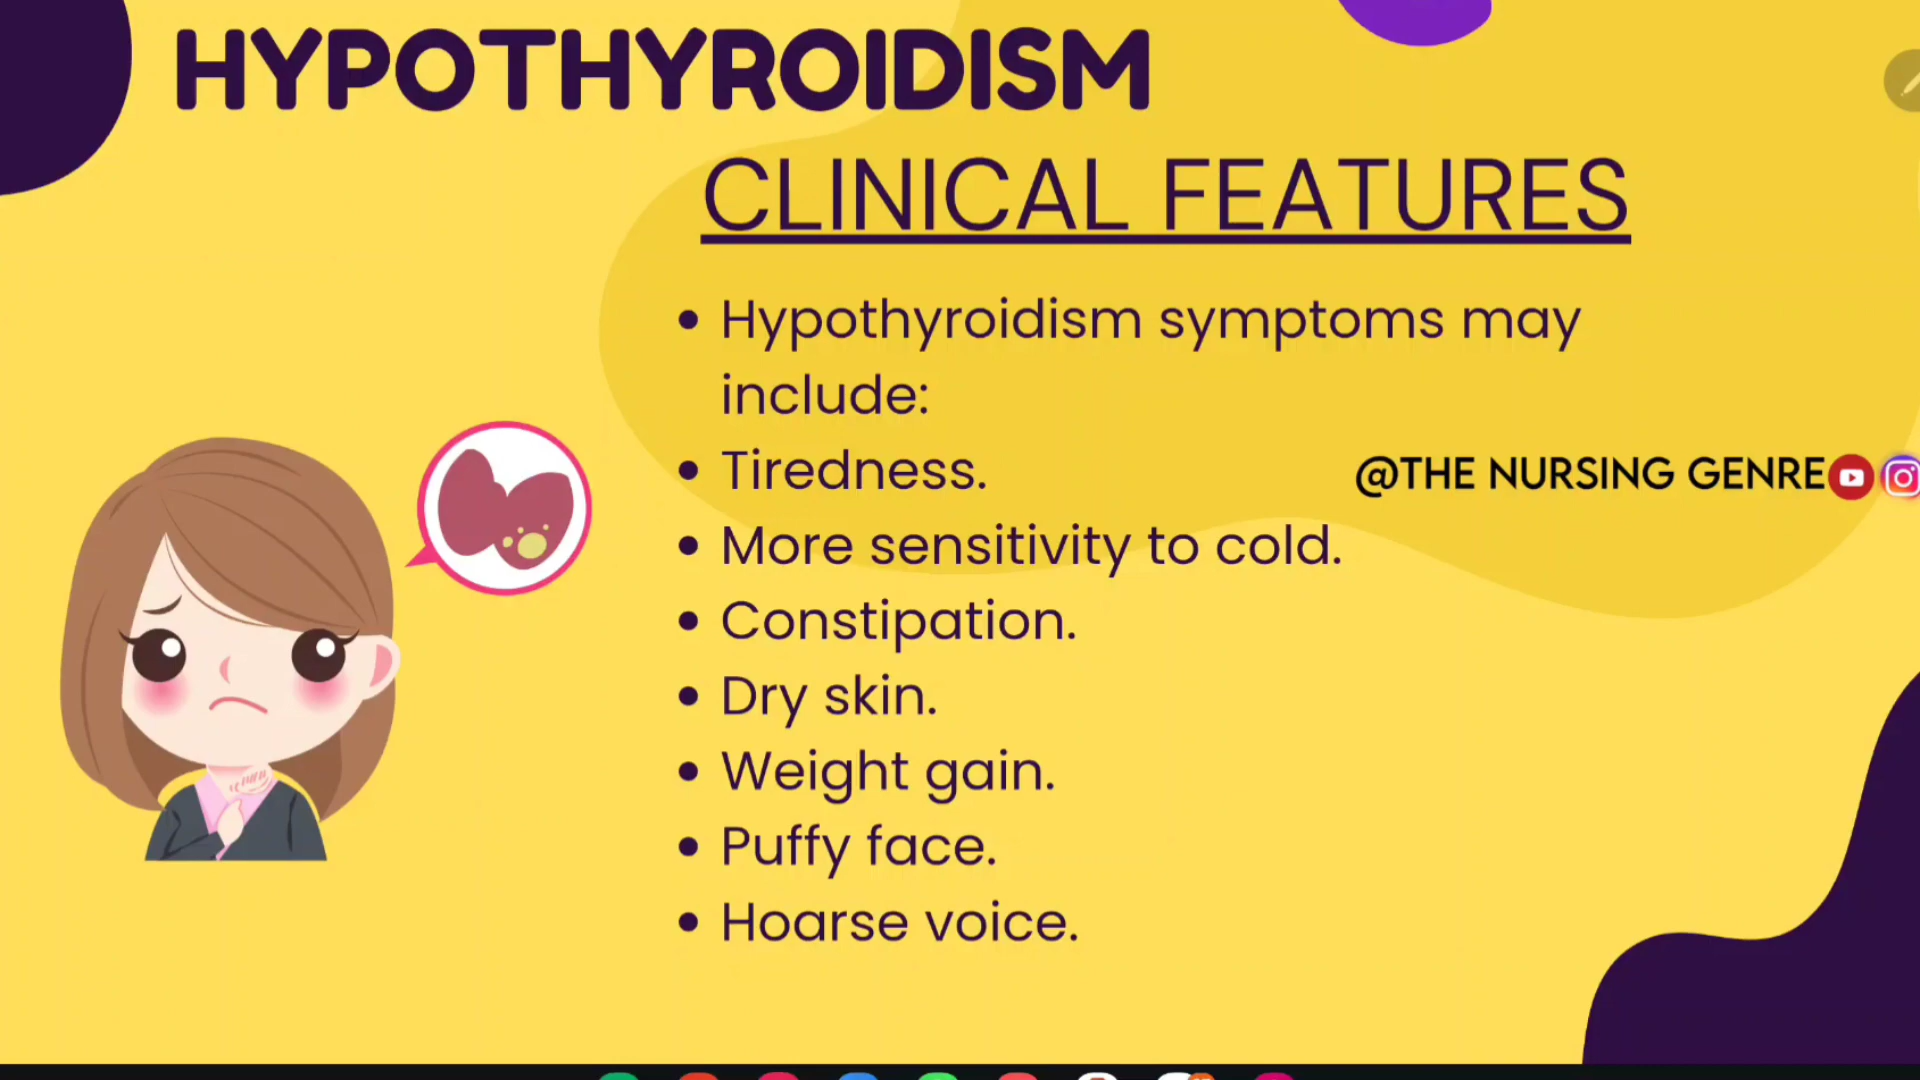 HYPOTHYROIDISM
CLINICAL FEATURES
• Hypothyroidism symptoms may
include:
• Tiredness.
@THE NURSING GENRE
• More sensitivity to cold.
• Constipation.
• Dry skin.
• Weight gain.
• Puffy face.
• Hoarse voice.